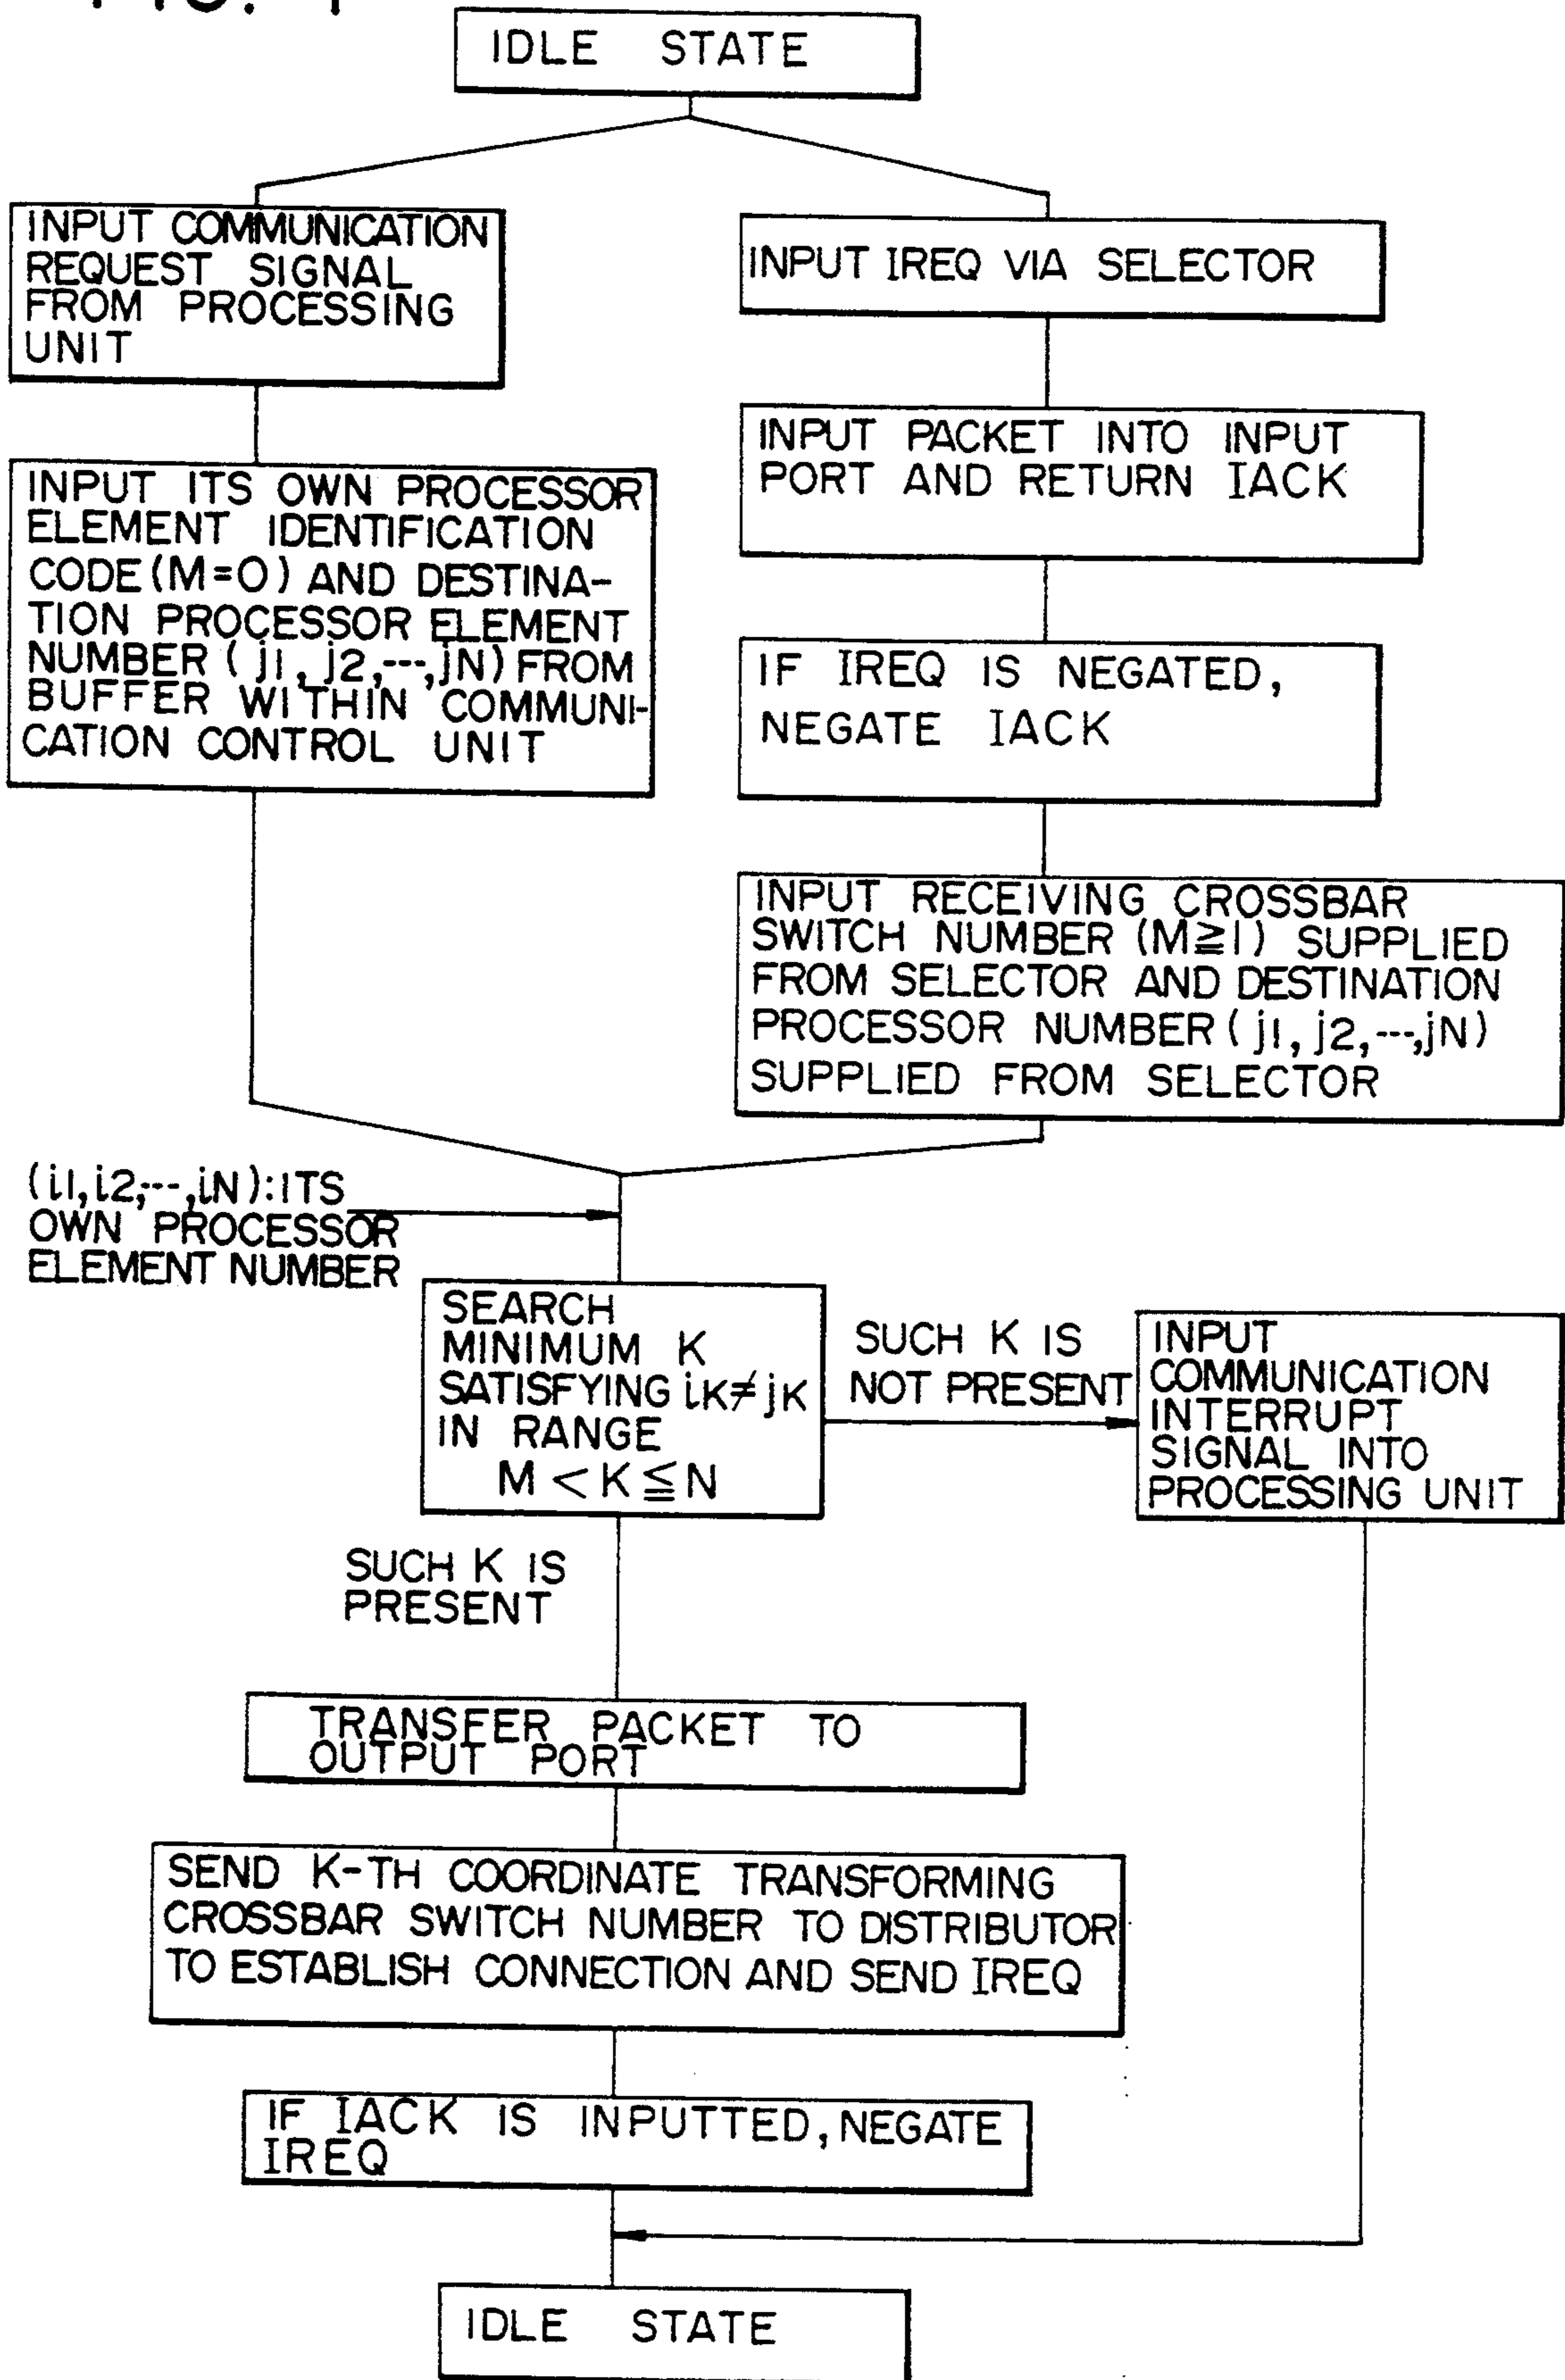 IDLE STATE
INPUT COMMUNICATION
REQUEST SIGNAL
FROM PROCESSING
UNIT
INPUT ITS OWN PROCESSOR
ELEMENT IDENTIFICATION
CODE (M=0) AND DESTINA-
TION PROCESSOR ELEMENT
NUMBER (j1, j2,---,jN) FROM
BUFFER WITHIN COMMUNI-
CATION CONTROL UNIT
INPUT IREQ VIA SELECTOR
INPUT PACKET INTO INPUT
PORT AND RETURN IACK
IF IREQ IS NEGATED,
NEGATE IACK
INPUT RECEIVING CROSSBAR
SWITCH NUMBER (M≧1) SUPPLIED
FROM SELECTOR AND DESTINATION
PROCESSOR NUMBER (j1, j2,---,jN)
SUPPLIED FROM SELECTOR
(i1,i2,---,iN):ITS
OWN PROCESSOR
ELEMENT NUMBER
SEARCH
MINIMUM K
SATISFYING iK≠jK
IN RANGE
M < K ≦ N
SUCH K IS
NOT PRESENT
INPUT
COMMUNICATION
INTERRUPT
SIGNAL INTO
PROCESSING UNIT
SUCH K IS
PRESENT
TRANSFER PACKET TO
OUTPUT PORT
SEND K-TH COORDINATE TRANSFORMING
CROSSBAR SWITCH NUMBER TO DISTRIBUTOR
TO ESTABLISH CONNECTION AND SEND IREQ
IF IACK IS INPUTTED, NEGATE
IREQ
IDLE STATE